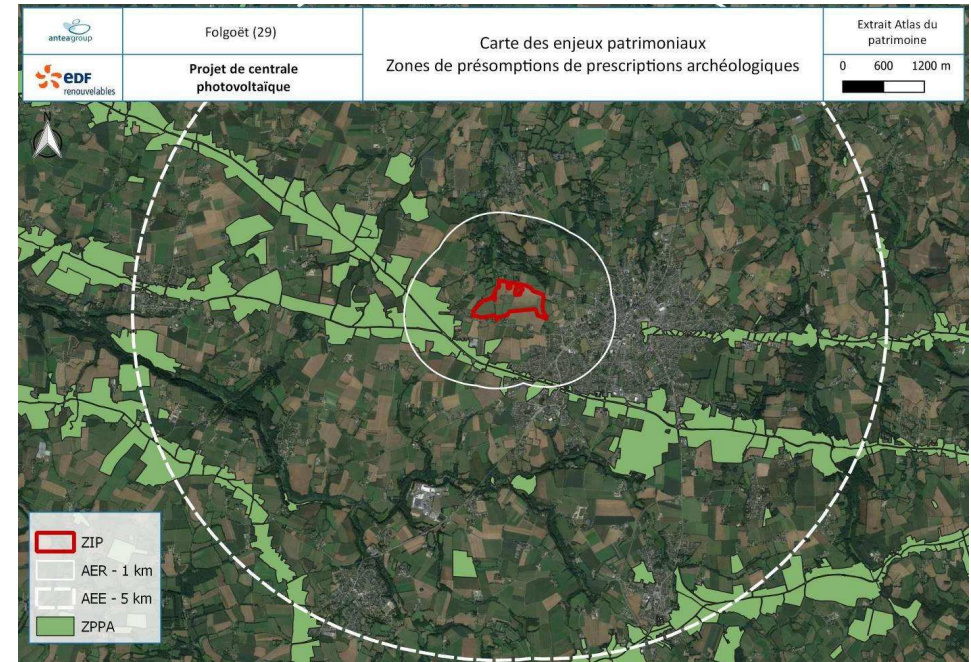 anteagroup
Folgoët (29)
Carte des enjeux patrimoniaux
Zones de présomptions de prescriptions archéologiques
Extrait Atlas du
patrimoine
edf
renouvelables
Projet de centrale
photovoltaïque
0 600 1200 m
N
ZIP
AER - 1 km
AEE - 5 km
ZPPA